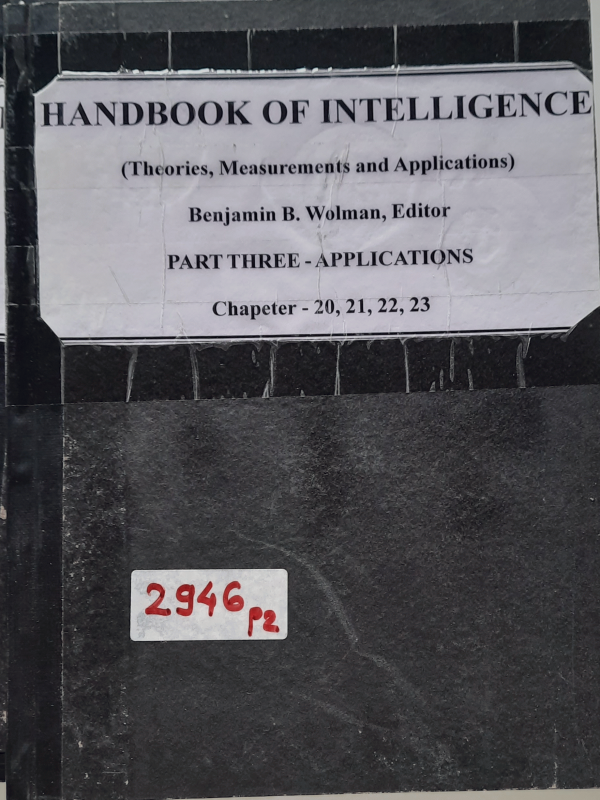 HANDBOOK OF INTELLIGENCE
(Theories, Measurements and Applications)
Benjamin B. Wolman, Editor
PART THREE - APPLICATIONS
Chapeter - 20, 21, 22, 23
2946 P2